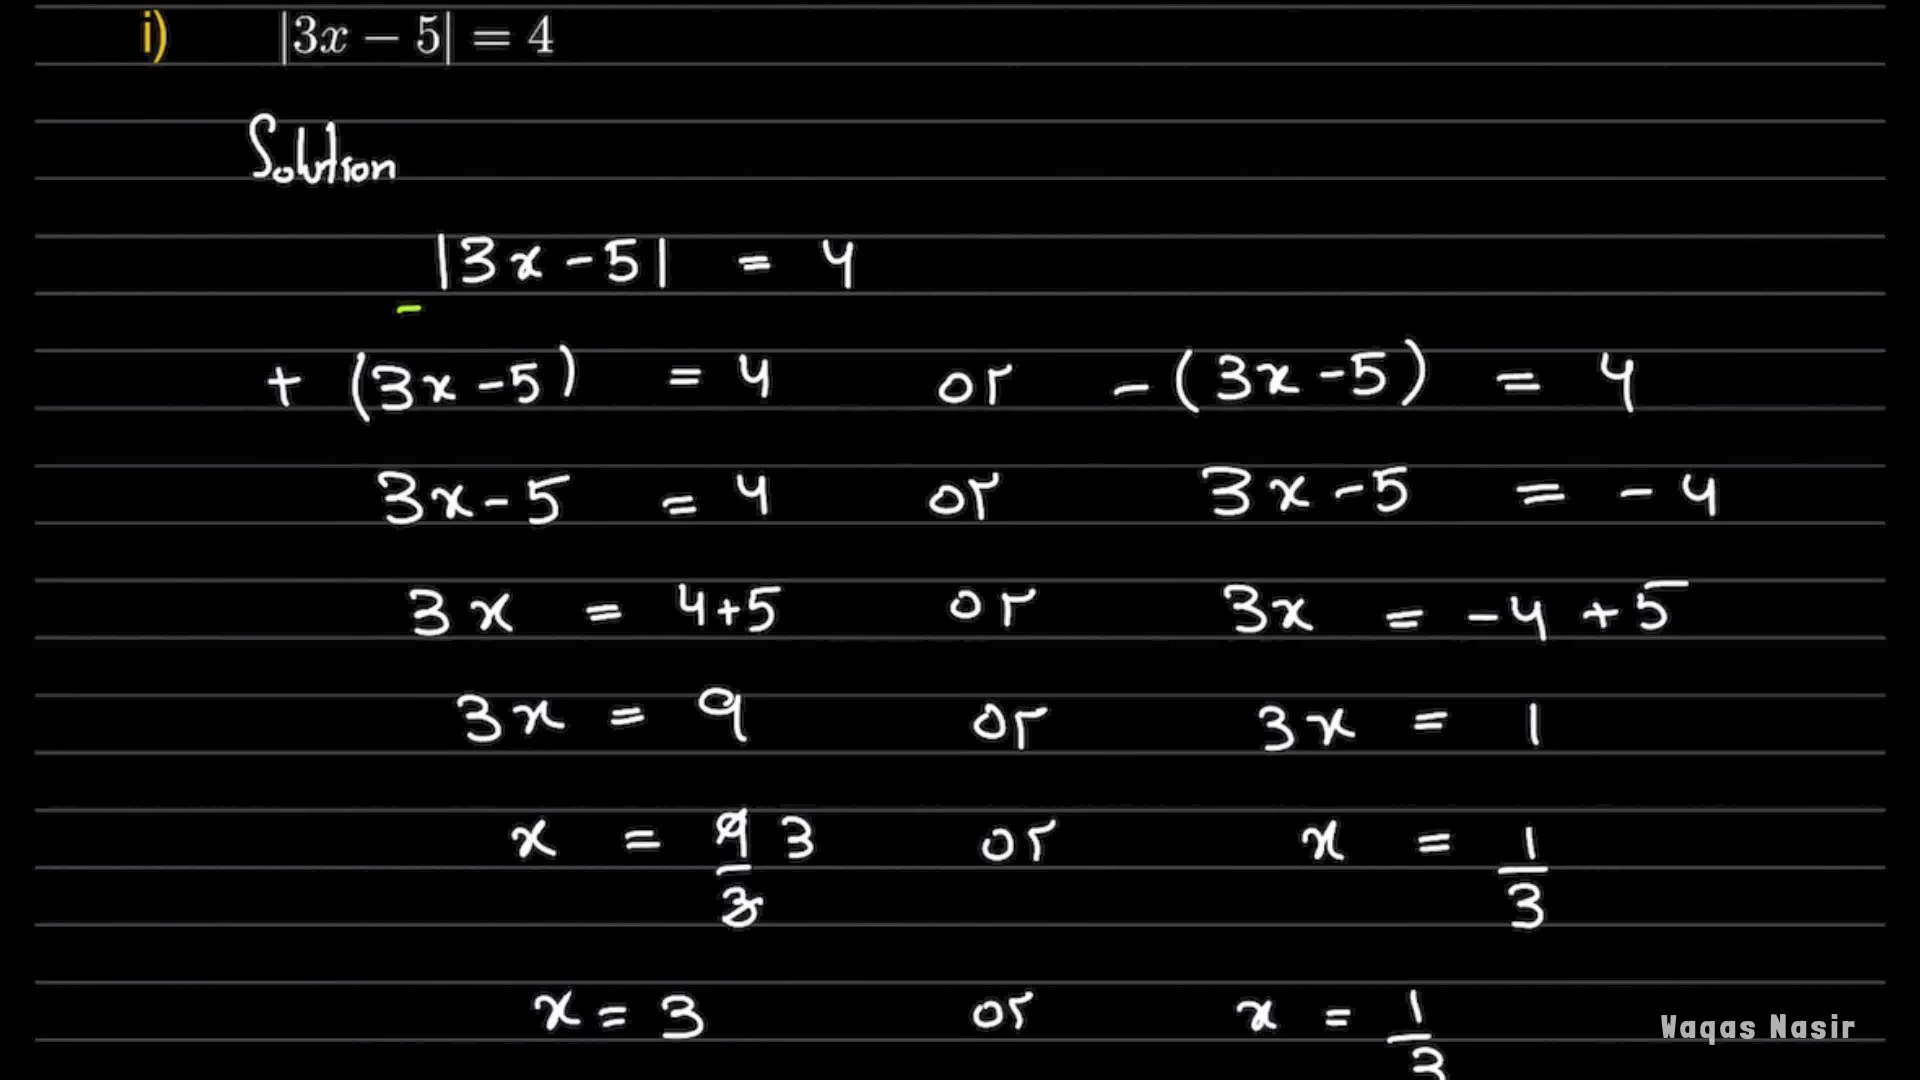 i) |3x − 5| = 4
Solution
|3x-5| = 4
+ (3x-5) = 4 or -(3x-5) = 4
3x-5 = 4 or 3x-5 = -4
3x = 4+5 or 3x = -4+5
3x = 9 or 3x = 1
x = 9/3 3 or x = 1/3
x = 3 or x = 1/3
Waqas Nasir